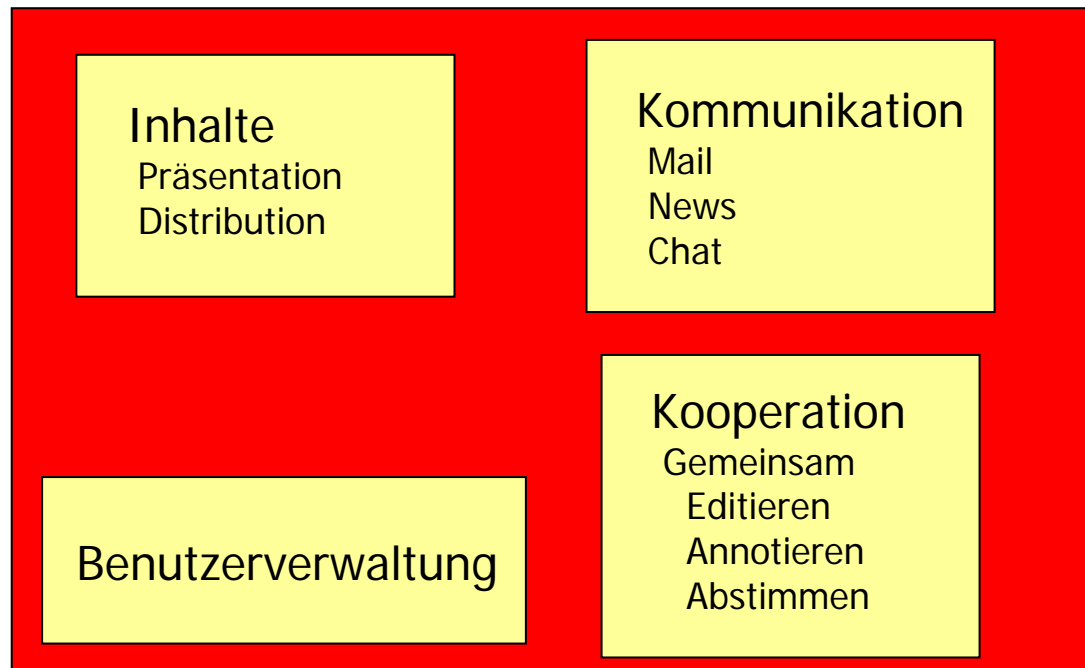 Inhalte
Präsentation
Distribution
Kommunikation
Mail
News
Chat
Kooperation
Gemeinsam
Editieren
Annotieren
Abstimmen
Benutzerverwaltung